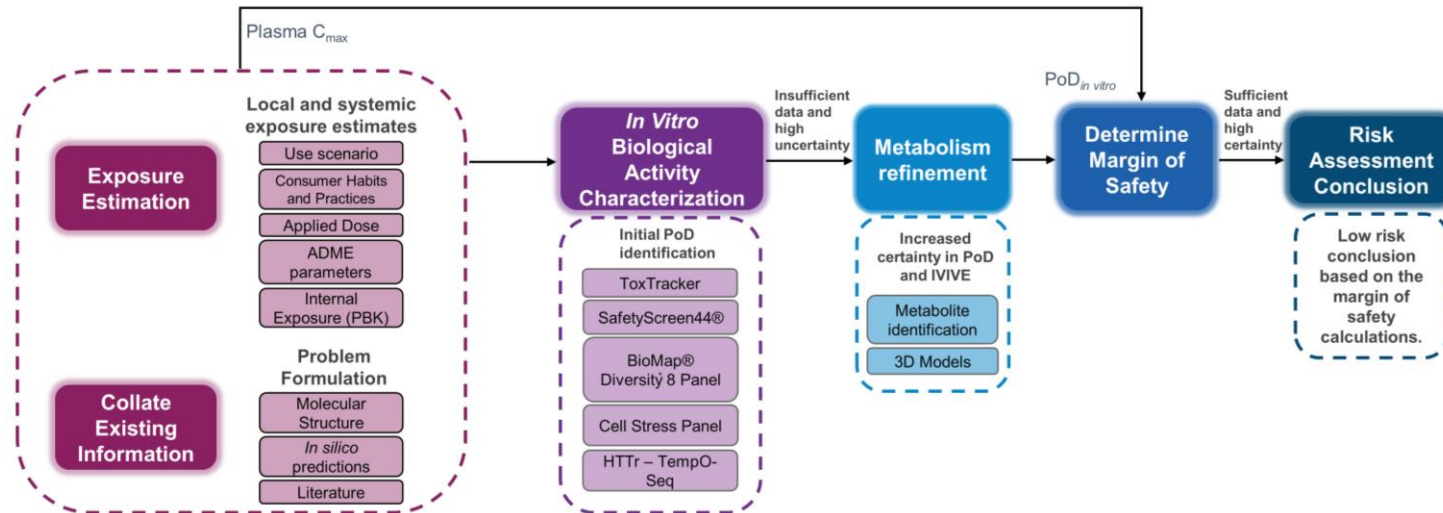 Plasma Cmax
Local and systemic
exposure estimates
Exposure
Estimation
Use scenario
Consumer Habits
and Practices
Applied Dose
ADME
parameters
Internal
Exposure (PBK)
Problem
Formulation
Collate
Existing
Information
Molecular
Structure
In silico
predictions
Literature
In Vitro
Biological
Activity
Characterization
Initial PoD
identification
ToxTracker
SafetyScreen44®
BioMap®
Diversity 8 Panel
Cell Stress Panel
HTTr – TempO-
Seq
Insufficient
data and
high
uncertainty
Metabolism
refinement
Increased
certainty in PoD
and IVIVE
Metabolite
identification
3D Models
PoDin vitro
Determine
Margin of
Safety
Sufficient
data and
high
certainty
Risk
Assessment
Conclusion
Low risk
conclusion
based on the
margin of
safety
calculations.